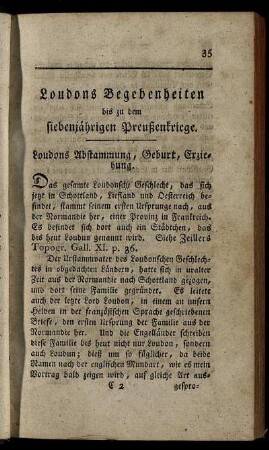 35
Loudons Begebenheiten
bis zu dem
siebenjährigen Preußenkriege.
Loudons Abstammung, Geburt, Erzie-
hung.
Das gesamte Loudonsche Geschlecht, das sich
jetzt in Schottland, Liefland und Oesterreich be-
findet, stammt seinem ersten Ursprunge nach, aus
der Normandie her, einer Provinz in Frankreich.
Es befindet sich dort auch ein Städtchen, das
bis heut Loudun genannt wird. Siehe Zeillers
Topogr. Gall. XI. p. 36.
Der Urstammvater des Loudonschen Geschlech-
tes in obgedachten Ländern, hatte sich in uralter
Zeit aus der Normandie nach Schottland gezogen,
und dort seine Familie gegründet. Es leitet
auch der letzte Lord Loudon, in einem an unsern
Helden in der französischen Sprache geschriebenen
Briefe, den ersten Ursprung der Familie aus der
Normandie her. Und die Engelländer schreiben
diese Familie bis heut nicht nur Loudon, sondern
auch Loudun; dieß um so füglicher, da beide
Namen nach der englischen Mundart, wie es mein
Vortrag bald zeigen wird, auf gleiche Art aus-
C 2 gespro-